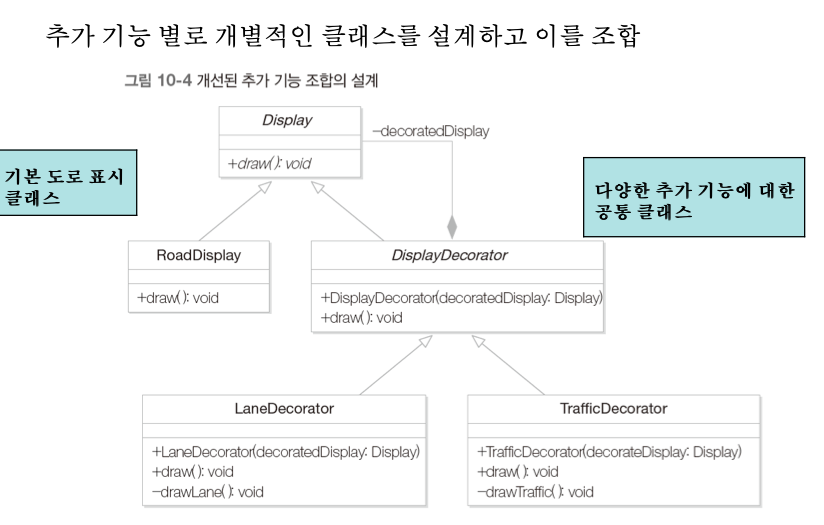 추가 기능 별로 개별적인 클래스를 설계하고 이를 조합
그림 10-4 개선된 추가 기능 조합의 설계
Display
-decoratedDisplay
+draw( ): void
기본 도로 표시
클래스
다양한 추가 기능에 대한
공통 클래스
RoadDisplay
+draw( ): void
DisplayDecorator
+DisplayDecorator(decoratedDisplay: Display)
+draw( ): void
LaneDecorator
+LaneDecorator(decoratedDisplay: Display)
+draw( ): void
-drawLane( ): void
TrafficDecorator
+TrafficDecorator(decorateDisplay: Display)
+draw( ): void
-drawTraffic( ): void